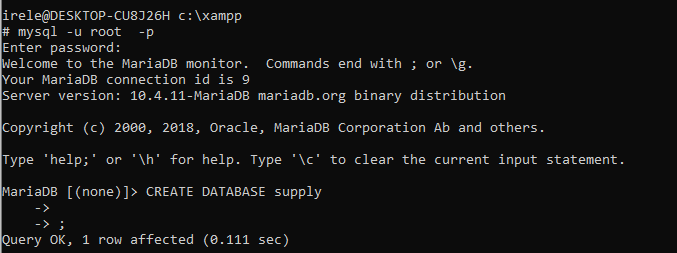 irele@DESKTOP-CU8J26H c:\xampp
# mysql -u root  -p
Enter password:
Welcome to the MariaDB monitor.  Commands end with ; or \g.
Your MariaDB connection id is 9
Server version: 10.4.11-MariaDB mariadb.org binary distribution

Copyright (c) 2000, 2018, Oracle, MariaDB Corporation Ab and others.

Type 'help;' or '\h' for help. Type '\c' to clear the current input statement.

MariaDB [(none)]> CREATE DATABASE supply
    ->
    -> ;
Query OK, 1 row affected (0.111 sec)